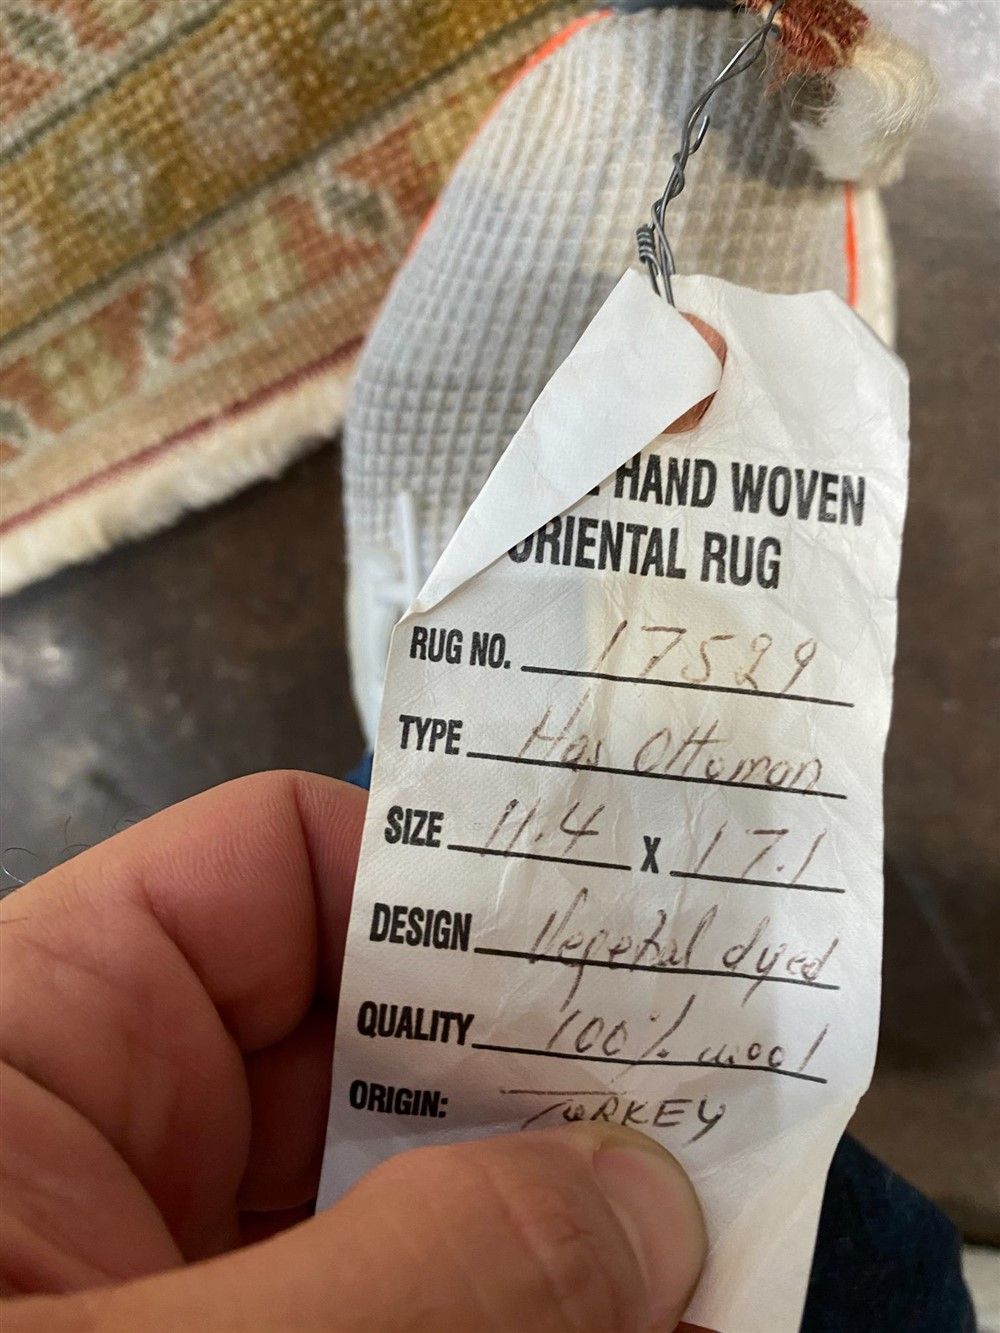 HAND WOVEN
ORIENTAL RUG
RUG NO. 17529
TYPE Has Ottoman
SIZE 11.4 X 17.1
DESIGN Vegetal dyed
QUALITY 100% wool
ORIGIN: TURKEY